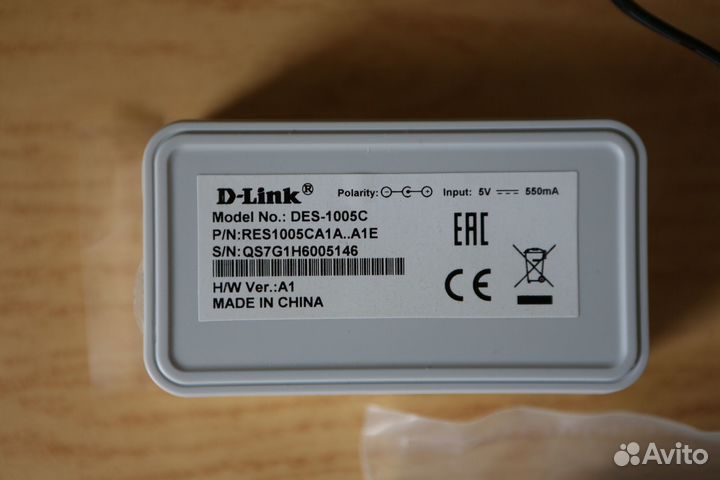 D-Link® Polarity: Input: 5V 550mA
Model No.: DES-1005C
P/N:RES1005CA1A..A1E
S/N:QS7G1H6005146
H/W Ver.:A1
MADE IN CHINA
EAC
CE
Avito